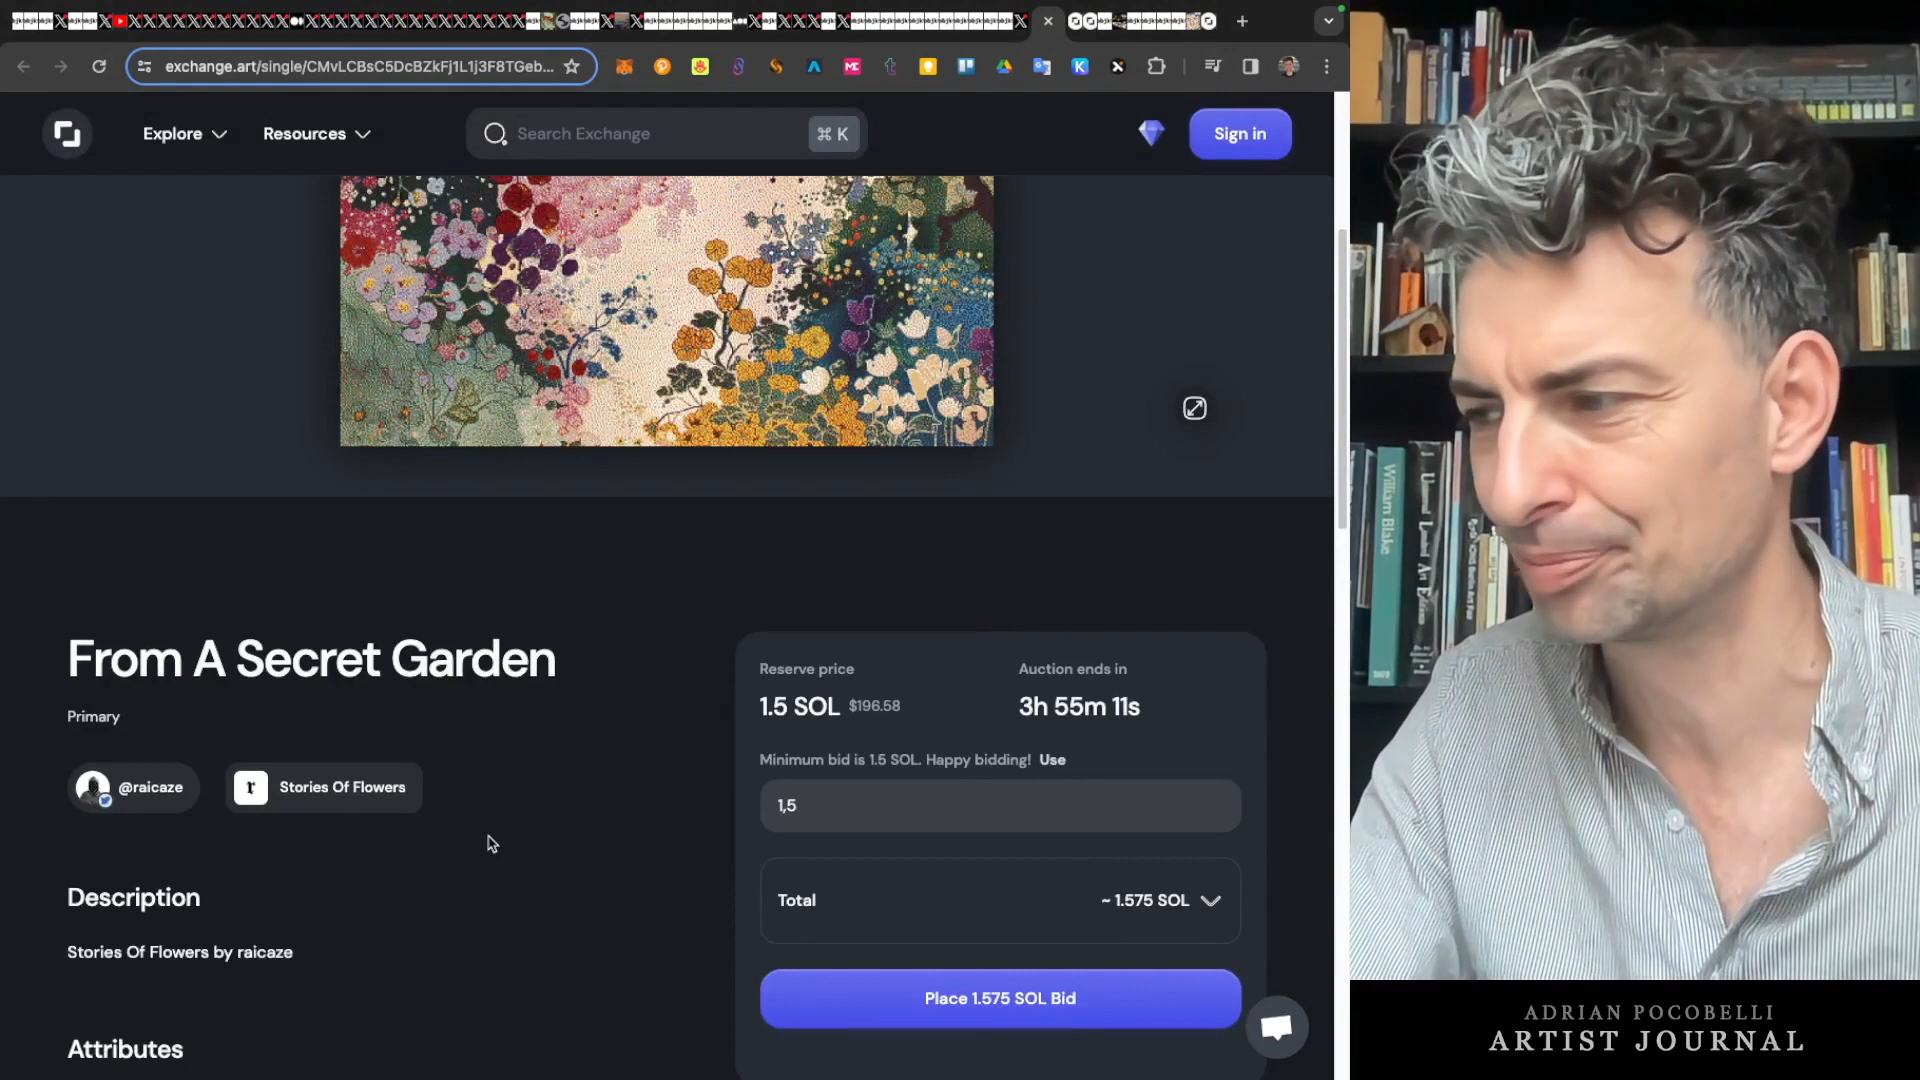 exchange.art/single/CMvLCBsC5DcBZkFj1L1j3F8TGeb...
Explore
Resources
Search Exchange
⌘ K
Sign in
From A Secret Garden
Primary
@raicaze
r
Stories Of Flowers
Description
Stories Of Flowers by raicaze
Attributes
Reserve price
1.5 SOL $196.58
Auction ends in
3h 55m 11s
Minimum bid is 1.5 SOL. Happy bidding! Use
1,5
Total
~ 1.575 SOL
Place 1.575 SOL Bid
William Blake
ADRIAN POCOBELLI
ARTIST JOURNAL